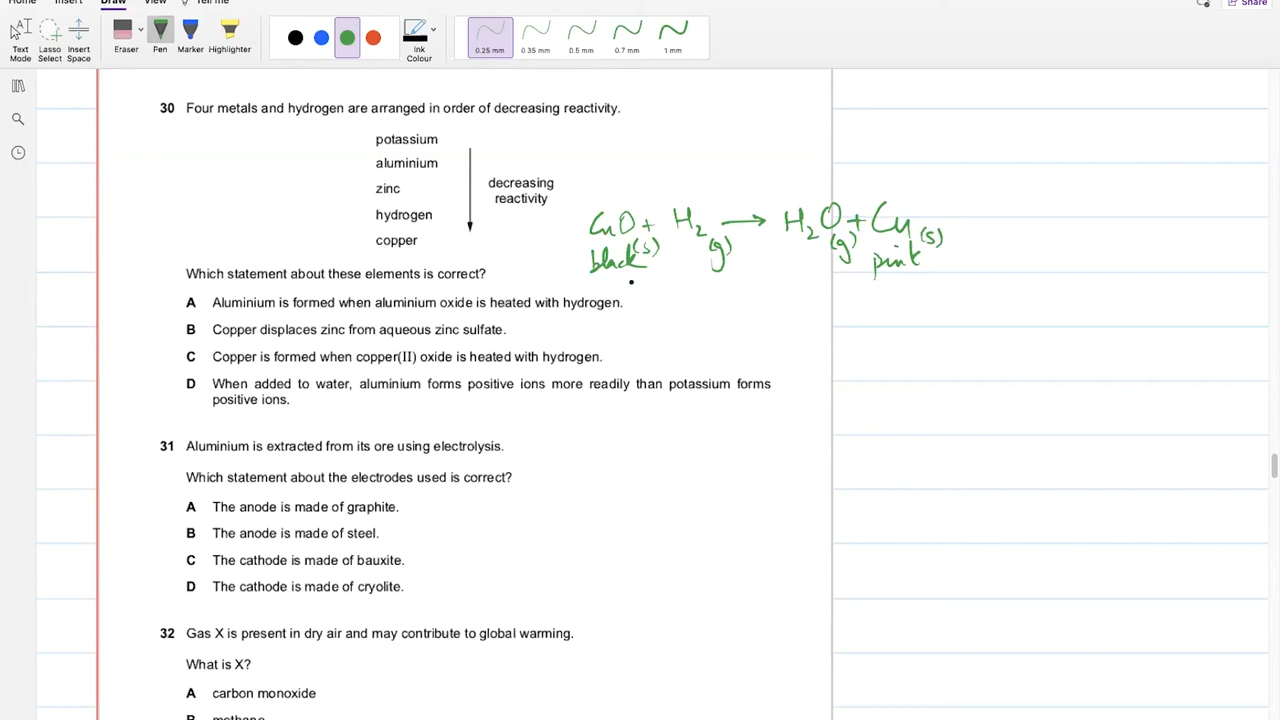 Home Insert Draw View Tell me Share
Text Mode Lasso Select Insert Space Eraser Pen Marker Highlighter Ink Colour 0.25 mm 0.35 mm 0.5 mm 0.7 mm 1 mm
30 Four metals and hydrogen are arranged in order of decreasing reactivity.
potassium
aluminium
zinc
hydrogen
copper
decreasing
reactivity
CuO + H2 → H2O + Cu
(s) (g) (g) (s)
black pink
Which statement about these elements is correct?
A Aluminium is formed when aluminium oxide is heated with hydrogen.
B Copper displaces zinc from aqueous zinc sulfate.
C Copper is formed when copper(II) oxide is heated with hydrogen.
D When added to water, aluminium forms positive ions more readily than potassium forms
positive ions.
31 Aluminium is extracted from its ore using electrolysis.
Which statement about the electrodes used is correct?
A The anode is made of graphite.
B The anode is made of steel.
C The cathode is made of bauxite.
D The cathode is made of cryolite.
32 Gas X is present in dry air and may contribute to global warming.
What is X?
A carbon monoxide
B methane